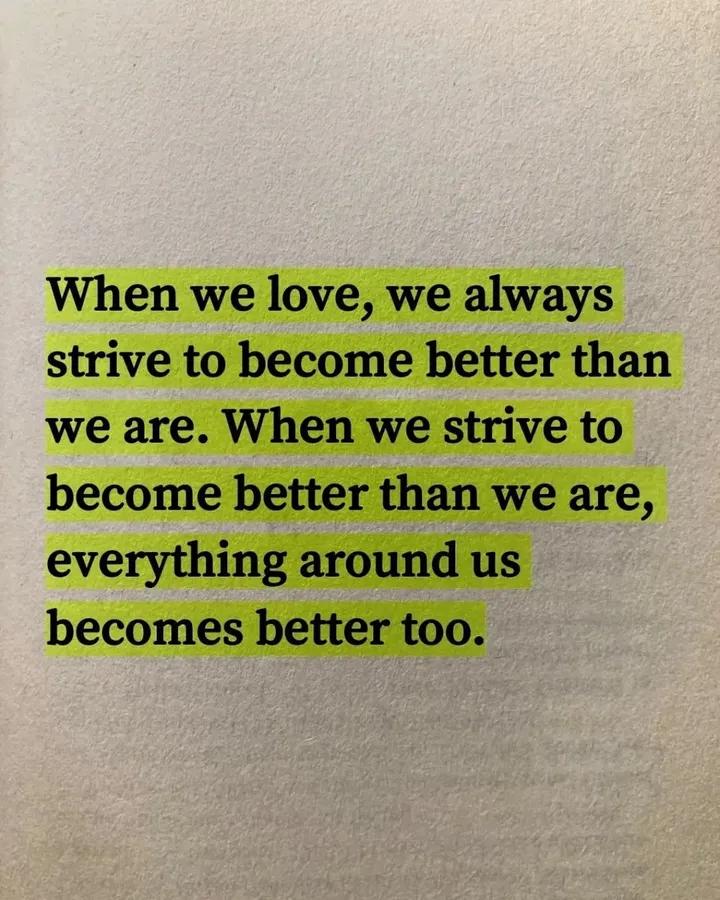 When we love, we always
strive to become better than
we are. When we strive to
become better than we are,
everything around us
becomes better too.